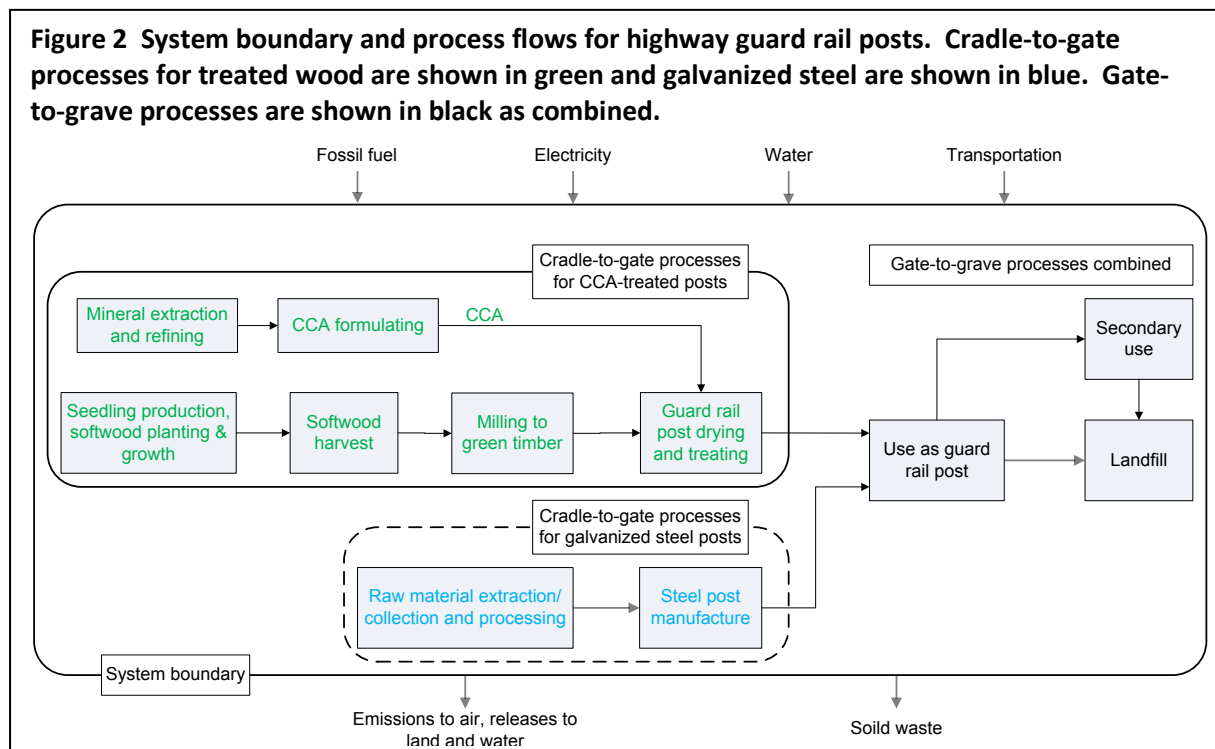 Figure 2  System boundary and process flows for highway guard rail posts.  Cradle-to-gate
processes for treated wood are shown in green and galvanized steel are shown in blue.  Gate-
to-grave processes are shown in black as combined.
Fossil fuel
Electricity
Water
Transportation
Cradle-to-gate processes
for CCA-treated posts
Gate-to-grave processes combined
Mineral extraction
and refining
CCA formulating
CCA
Secondary
use
Seedling production,
softwood planting &
growth
Softwood
harvest
Milling to
green timber
Guard rail
post drying
and treating
Use as guard
rail post
Landfill
Cradle-to-gate processes
for galvanized steel posts
Raw material extraction/
collection and processing
Steel post
manufacture
System boundary
Emissions to air, releases to
land and water
Soild waste